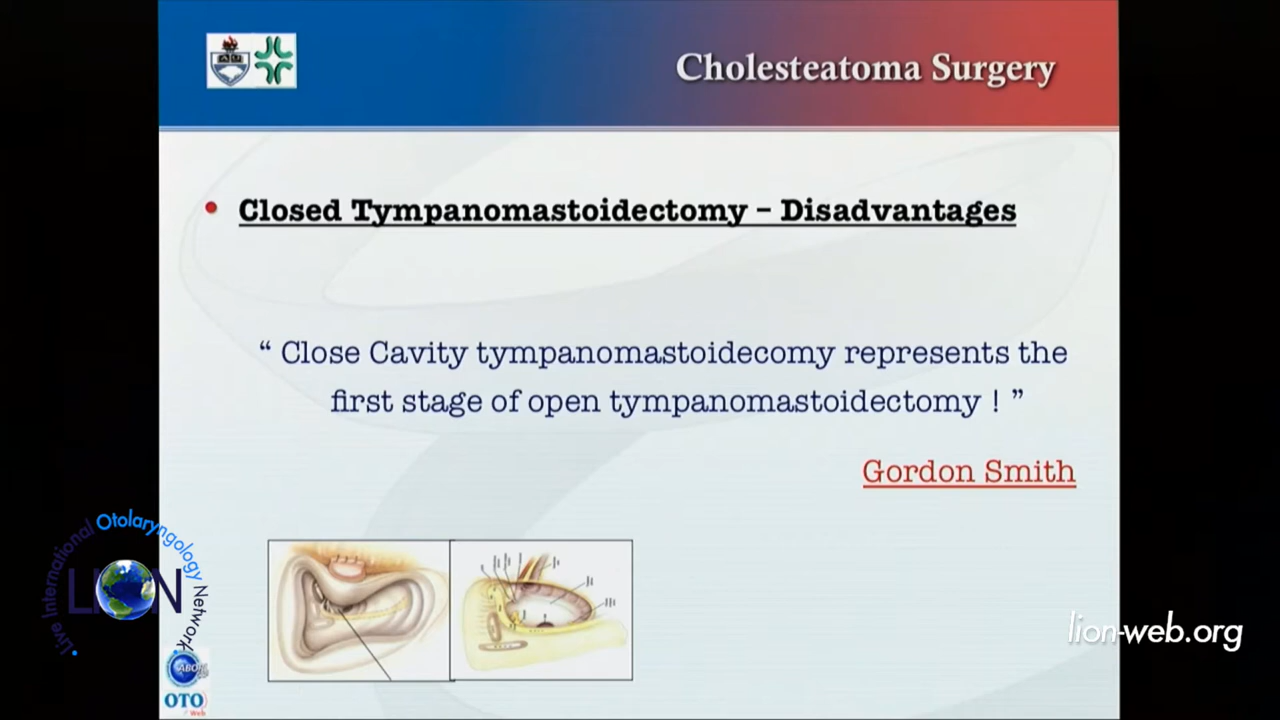 Cholesteatoma Surgery
• Closed Tympanomastoidectomy – Disadvantages
“ Close Cavity tympanomastoidecomy represents the
first stage of open tympanomastoidectomy ! ”
Gordon Smith
Live International Otolaryngology Network
LION
lion-web.org
OTO
Web